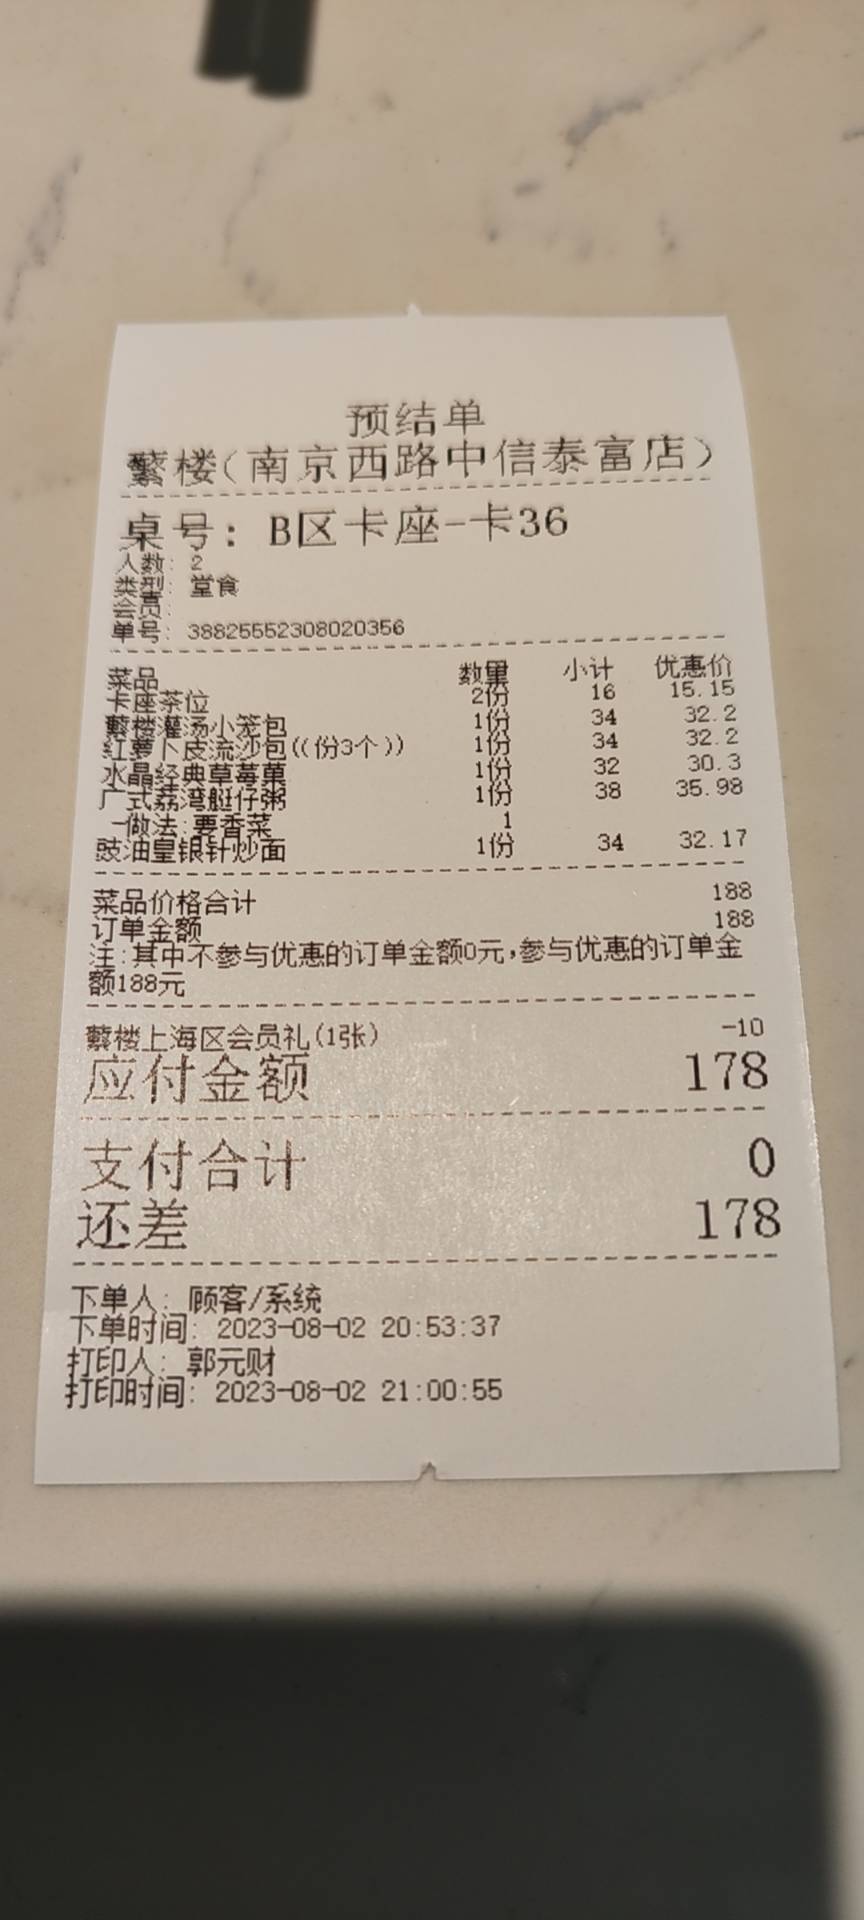 预结单
蘩楼(南京西路中信泰富店)
桌号: B区卡座-卡36
人数: 2
类型: 堂食
会员:
单号: 388255552308020356
菜品 数量 小计 优惠价
卡座茶位 2份 16 15.15
蘩楼灌汤小笼包 1份 34 32.2
红萝卜皮流沙包((份3个)) 1份 34 32.2
水晶经典草莓菓 1份 32 30.3
广式荔湾艇仔粥 1份 38 35.98
-做法:要香菜 1
豉油皇银针炒面 1份 34 32.17
菜品价格合计 188
订单金额 188
注:其中不参与优惠的订单金额0元,参与优惠的订单金
额188元
蘩楼上海区会员礼(1张) -10
应付金额 178
支付合计 0
还差 178
下单人: 顾客/系统
下单时间: 2023-08-02 20:53:37
打印人: 郭元财
打印时间: 2023-08-02 21:00:55